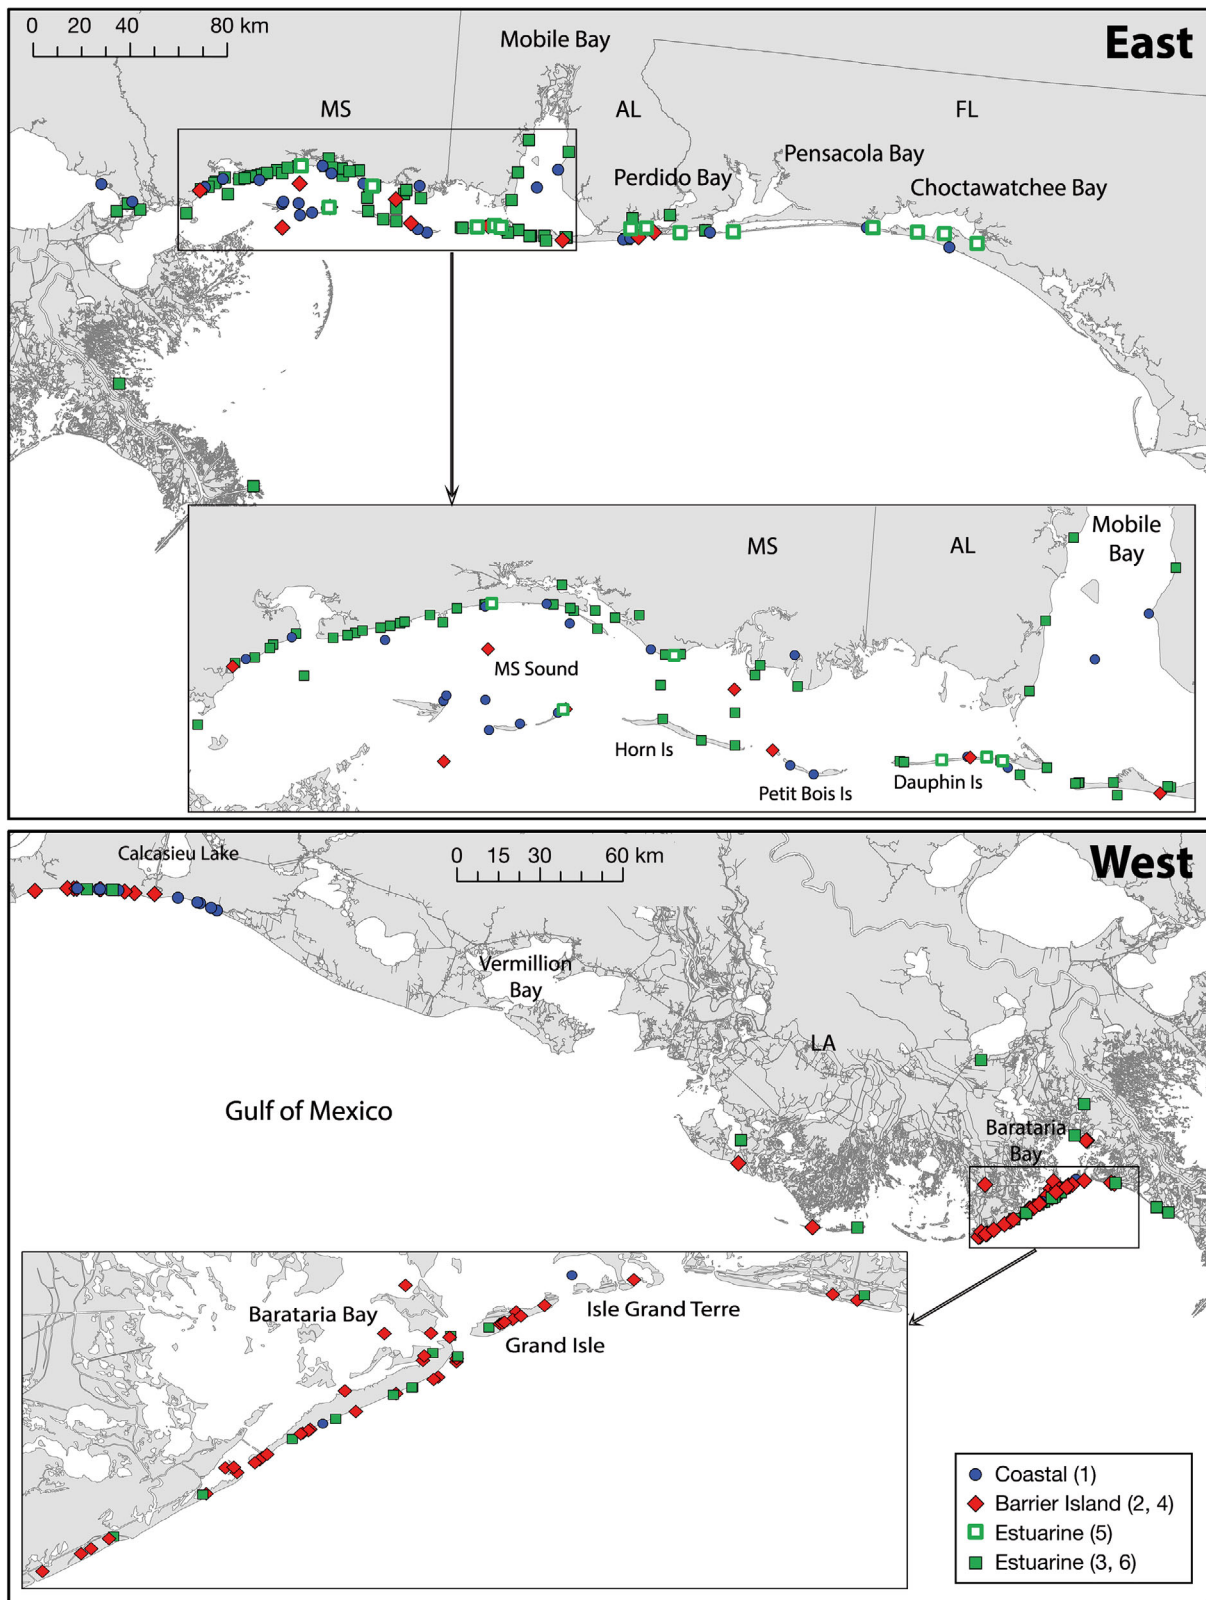 0 20 40 80 km
East
Mobile Bay
MS
AL
FL
Pensacola Bay
Perdido Bay
Choctawatchee Bay
Mobile
Bay
MS
AL
MS Sound
Horn Is
Petit Bois Is
Dauphin Is
West
Calcasieu Lake
0 15 30 60 km
Vermillion
Bay
LA
Gulf of Mexico
Barataria
Bay
Barataria Bay
Isle Grand Terre
Grand Isle
Coastal (1)
Barrier Island (2, 4)
Estuarine (5)
Estuarine (3, 6)